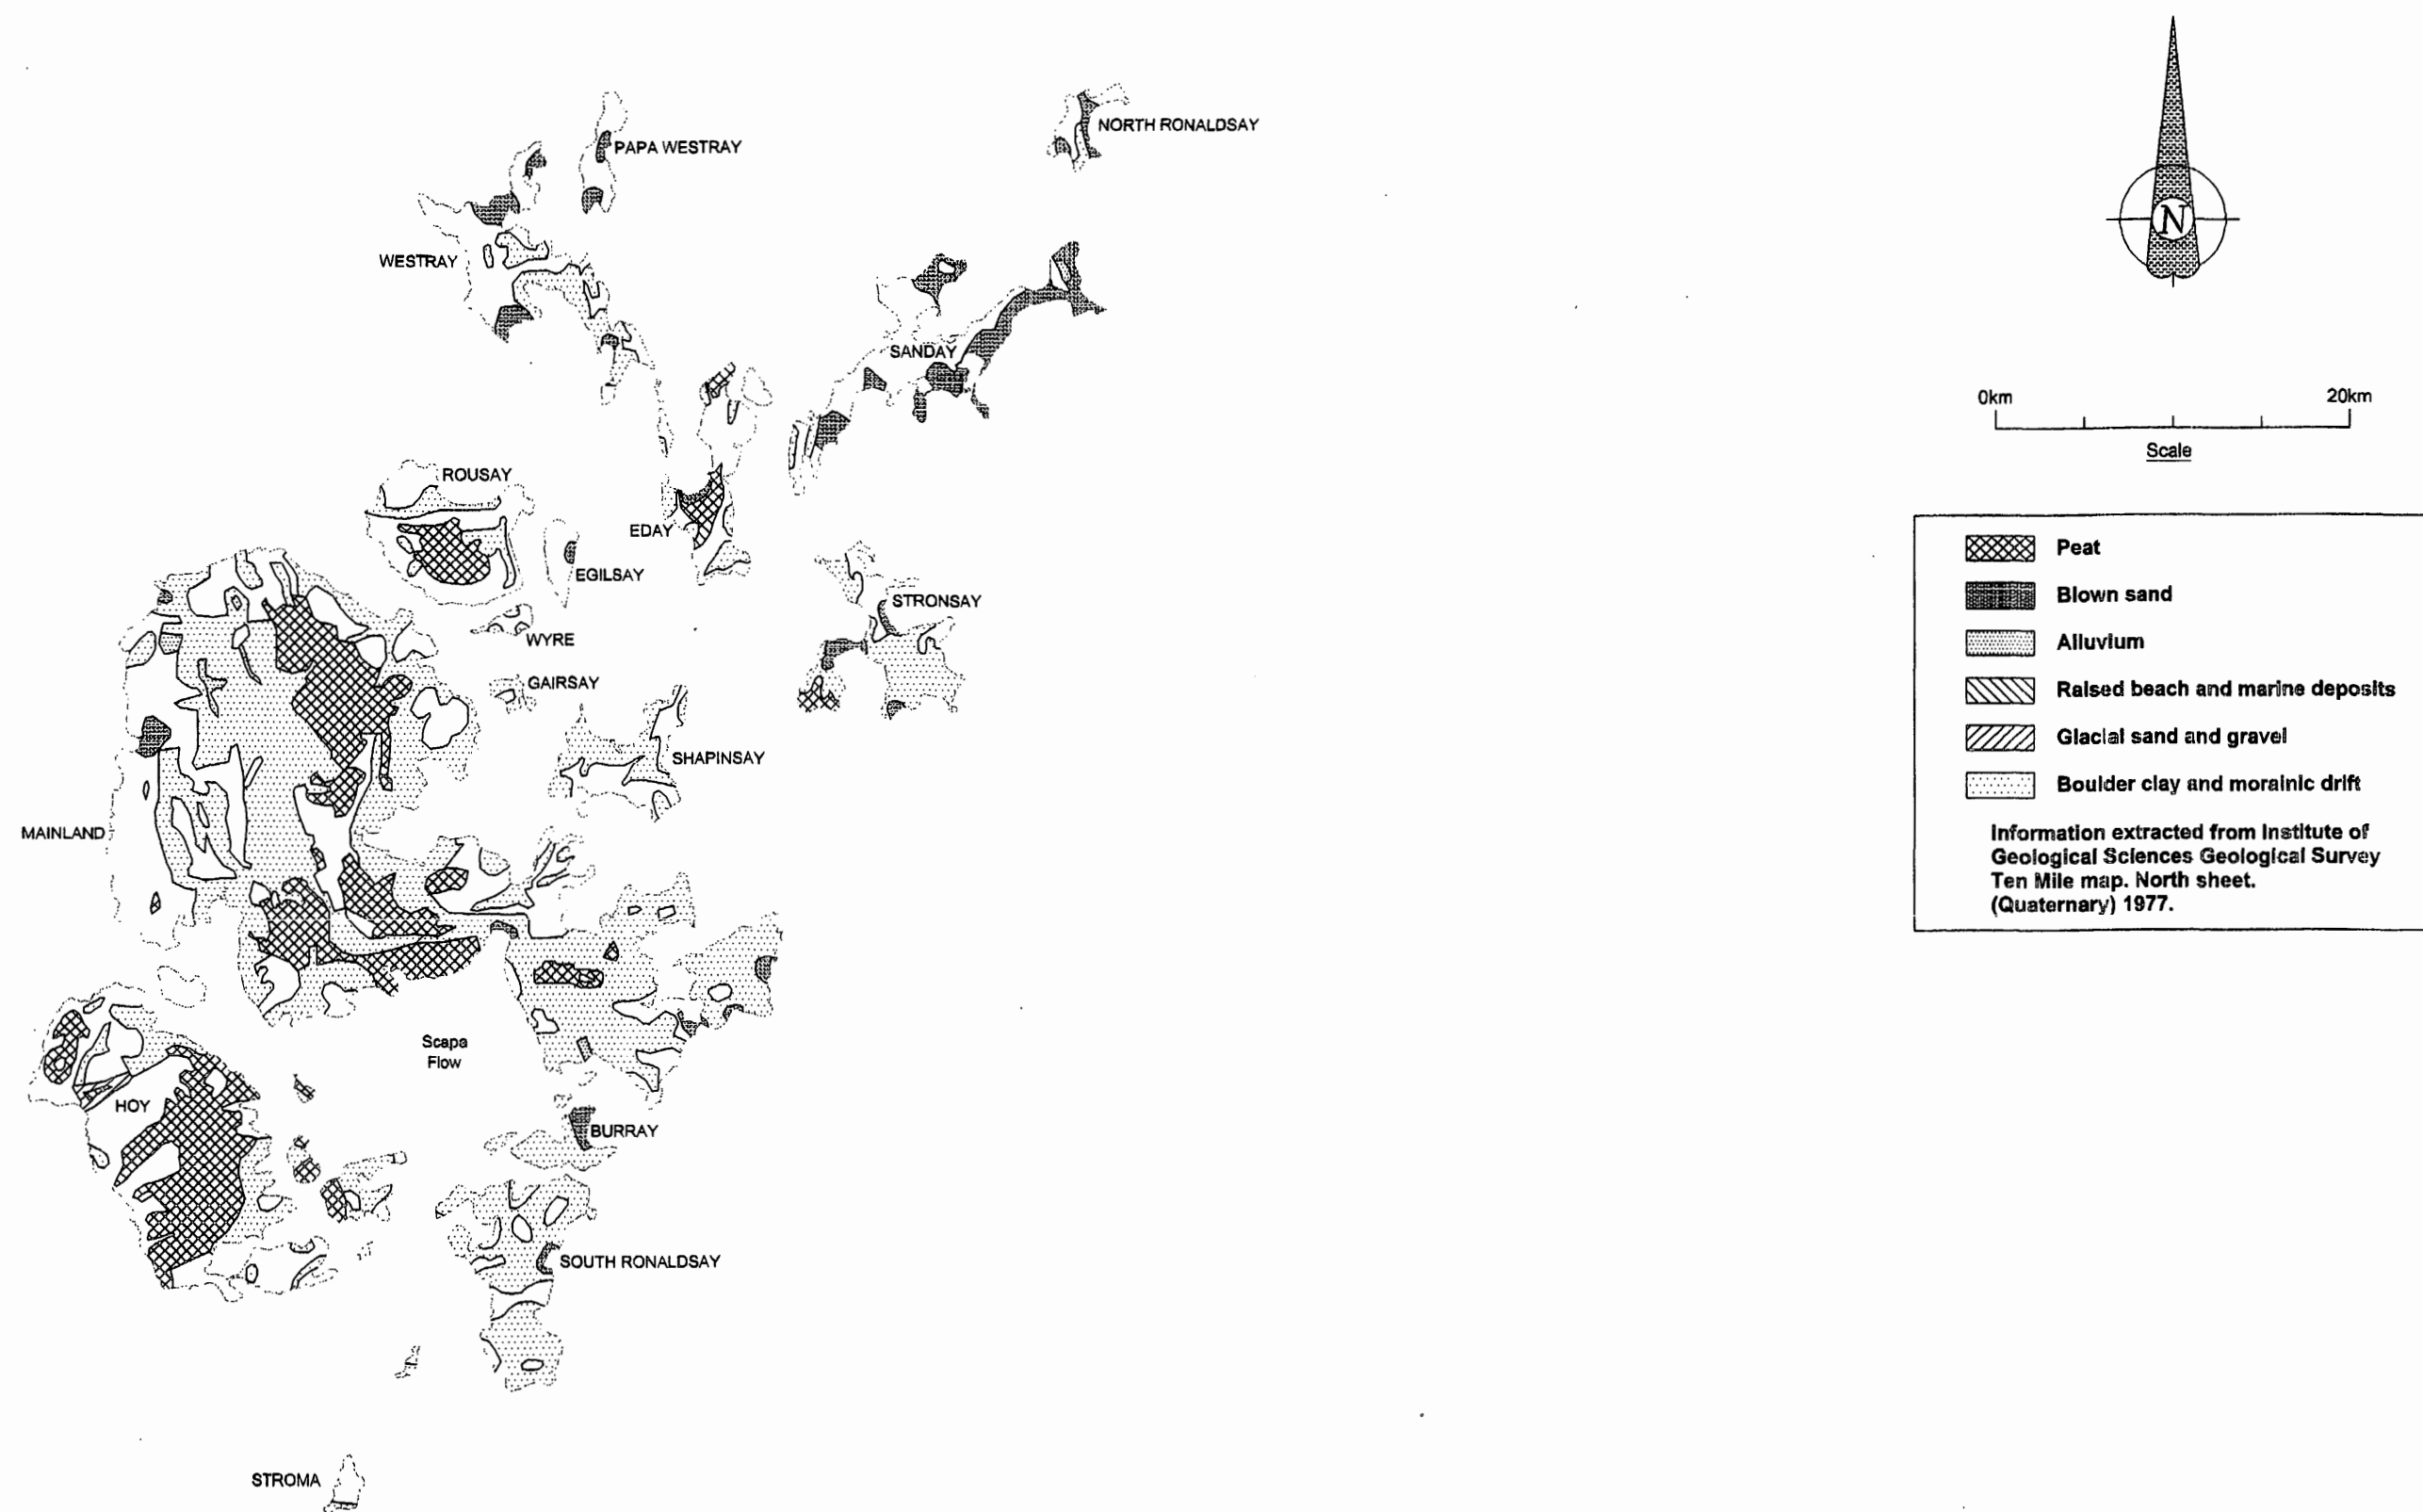 NORTH RONALDSAY
PAPA WESTRAY
WESTRAY
N
SANDAY
0km 20km
Scale
ROUSAY
EDAY
EGILSAY
STRONSAY
WYRE
GAIRSAY
SHAPINSAY
MAINLAND
Scapa
Flow
HOY
BURRAY
SOUTH RONALDSAY
STROMA
Peat
Blown sand
Alluvium
Raised beach and marine deposits
Glacial sand and gravel
Boulder clay and morainic drift
Information extracted from Institute of
Geological Sciences Geological Survey
Ten Mile map. North sheet.
(Quaternary) 1977.